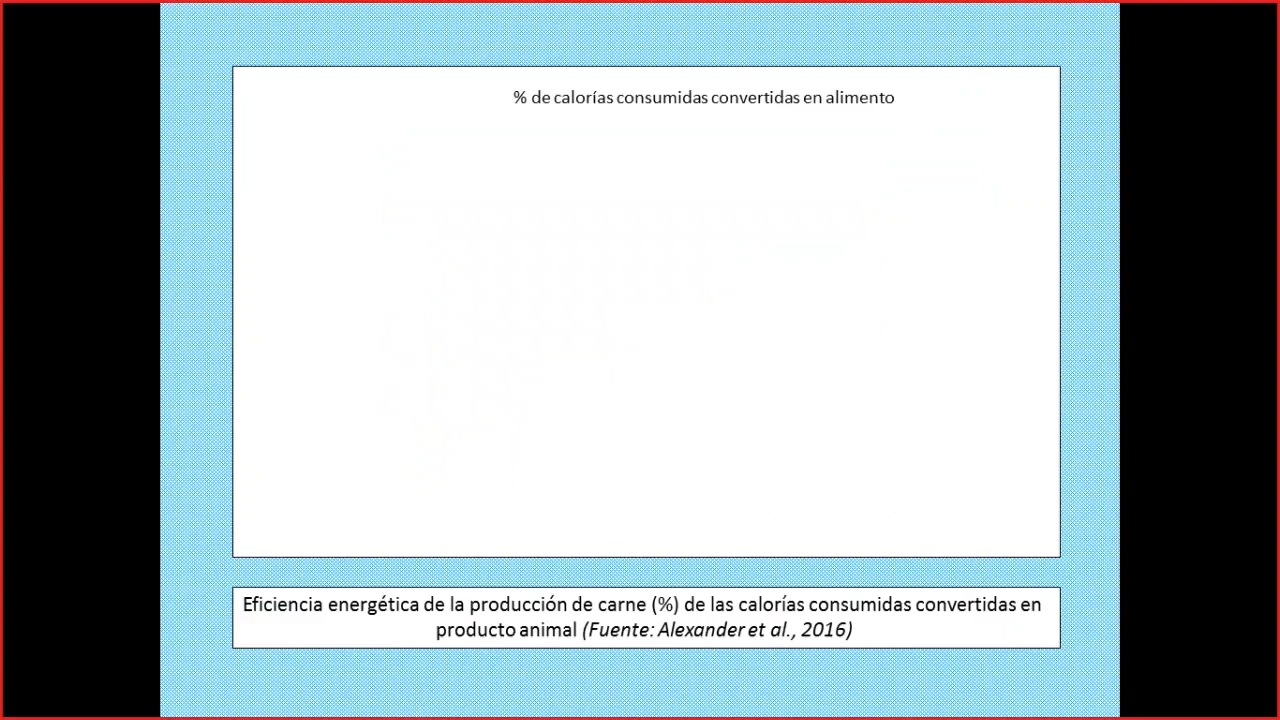 % de calorías consumidas convertidas en alimento
Eficiencia energética de la producción de carne (%) de las calorías consumidas convertidas en
producto animal (Fuente: Alexander et al., 2016)